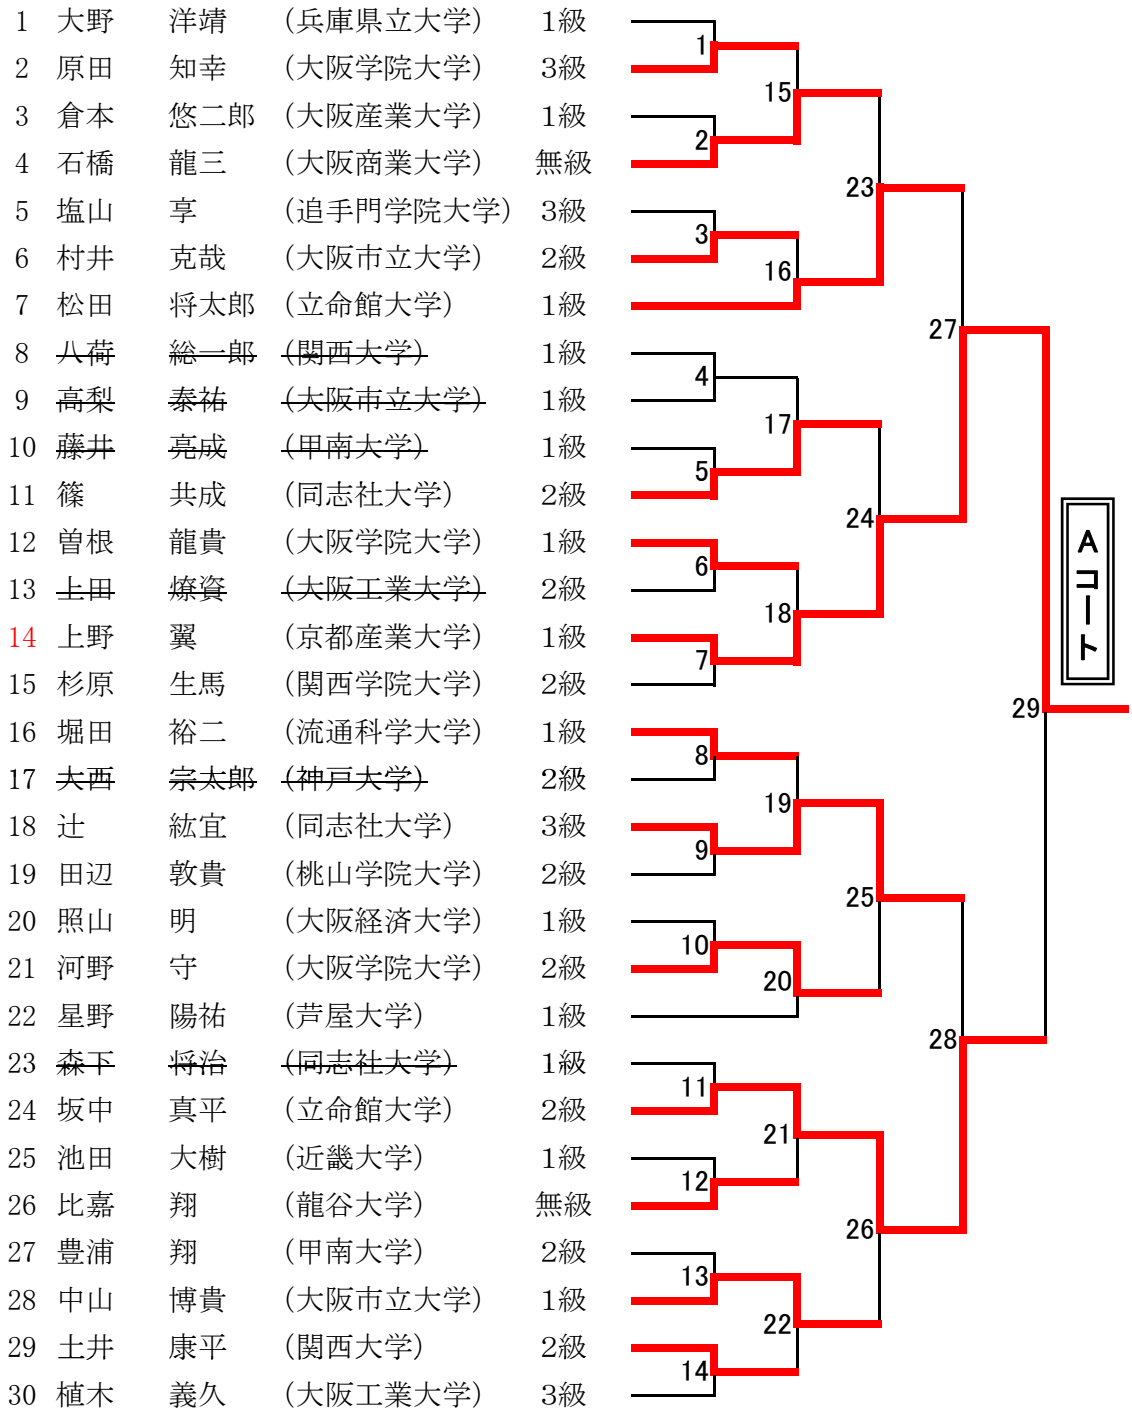 1 大野 洋靖 (兵庫県立大学) 1級
2 原田 知幸 (大阪学院大学) 3級
3 倉本 悠二郎 (大阪産業大学) 1級
4 石橋 龍三 (大阪商業大学) 無級
5 塩山 享 (追手門学院大学) 3級
6 村井 克哉 (大阪市立大学) 2級
7 松田 将太郎 (立命館大学) 1級
8 八荷 総一郎 (関西大学) 1級
9 高梨 泰祐 (大阪市立大学) 1級
10 藤井 亮成 (甲南大学) 1級
11 篠 共成 (同志社大学) 2級
12 曽根 龍貴 (大阪学院大学) 1級
13 上田 燎資 (大阪工業大学) 2級
14 上野 翼 (京都産業大学) 1級
15 杉原 生馬 (関西学院大学) 2級
16 堀田 裕二 (流通科学大学) 1級
17 大西 宗太郎 (神戸大学) 2級
18 辻 紘宜 (同志社大学) 3級
19 田辺 敦貴 (桃山学院大学) 2級
20 照山 明 (大阪経済大学) 1級
21 河野 守 (大阪学院大学) 2級
22 星野 陽祐 (芦屋大学) 1級
23 森下 将治 (同志社大学) 1級
24 坂中 真平 (立命館大学) 2級
25 池田 大樹 (近畿大学) 1級
26 比嘉 翔 (龍谷大学) 無級
27 豊浦 翔 (甲南大学) 2級
28 中山 博貴 (大阪市立大学) 1級
29 土井 康平 (関西大学) 2級
30 植木 義久 (大阪工業大学) 3級
1
2
3
4
5
6
7
8
9
10
11
12
13
14
15
16
17
18
19
20
21
22
23
24
25
26
27
28
29
Aコート